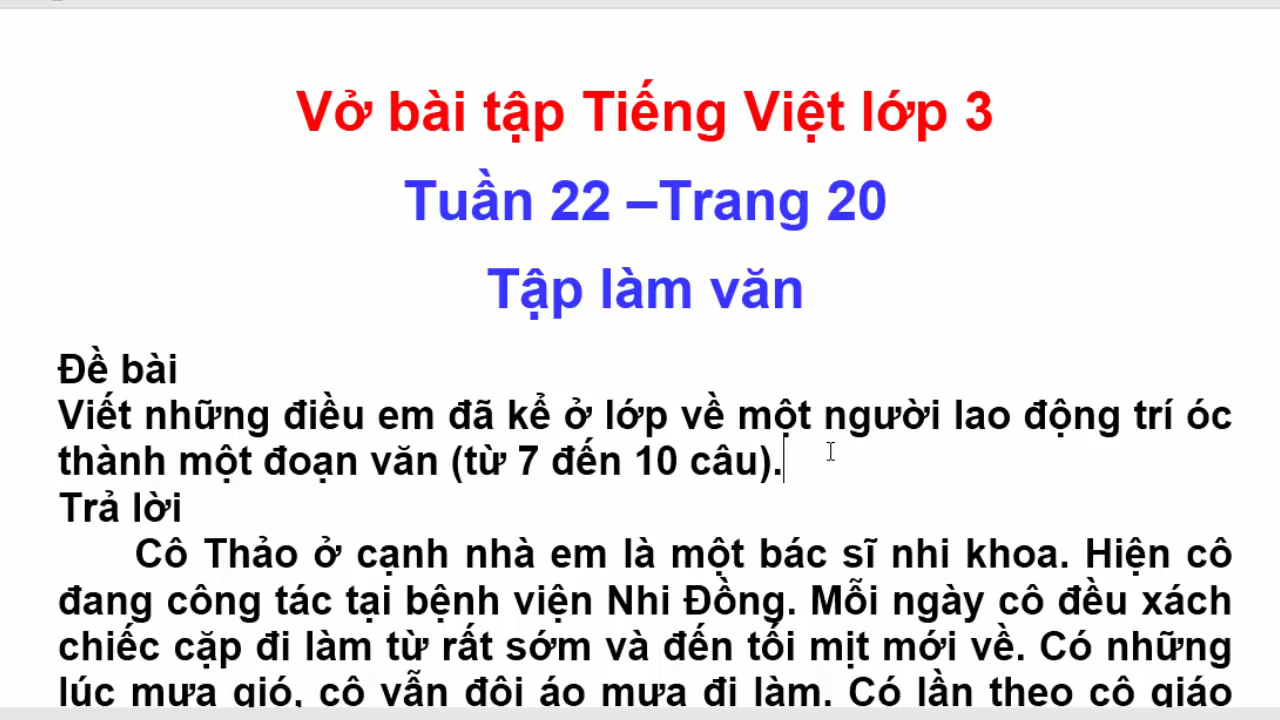 Vở bài tập Tiếng Việt lớp 3
Tuần 22 –Trang 20
Tập làm văn
Đề bài
Viết những điều em đã kể ở lớp về một người lao động trí óc
thành một đoạn văn (từ 7 đến 10 câu).
Trả lời
Cô Thảo ở cạnh nhà em là một bác sĩ nhi khoa. Hiện cô
đang công tác tại bệnh viện Nhi Đồng. Mỗi ngày cô đều xách
chiếc cặp đi làm từ rất sớm và đến tối mịt mới về. Có những
lúc mưa gió, cô vẫn đội áo mưa đi làm. Có lần theo cô giáo